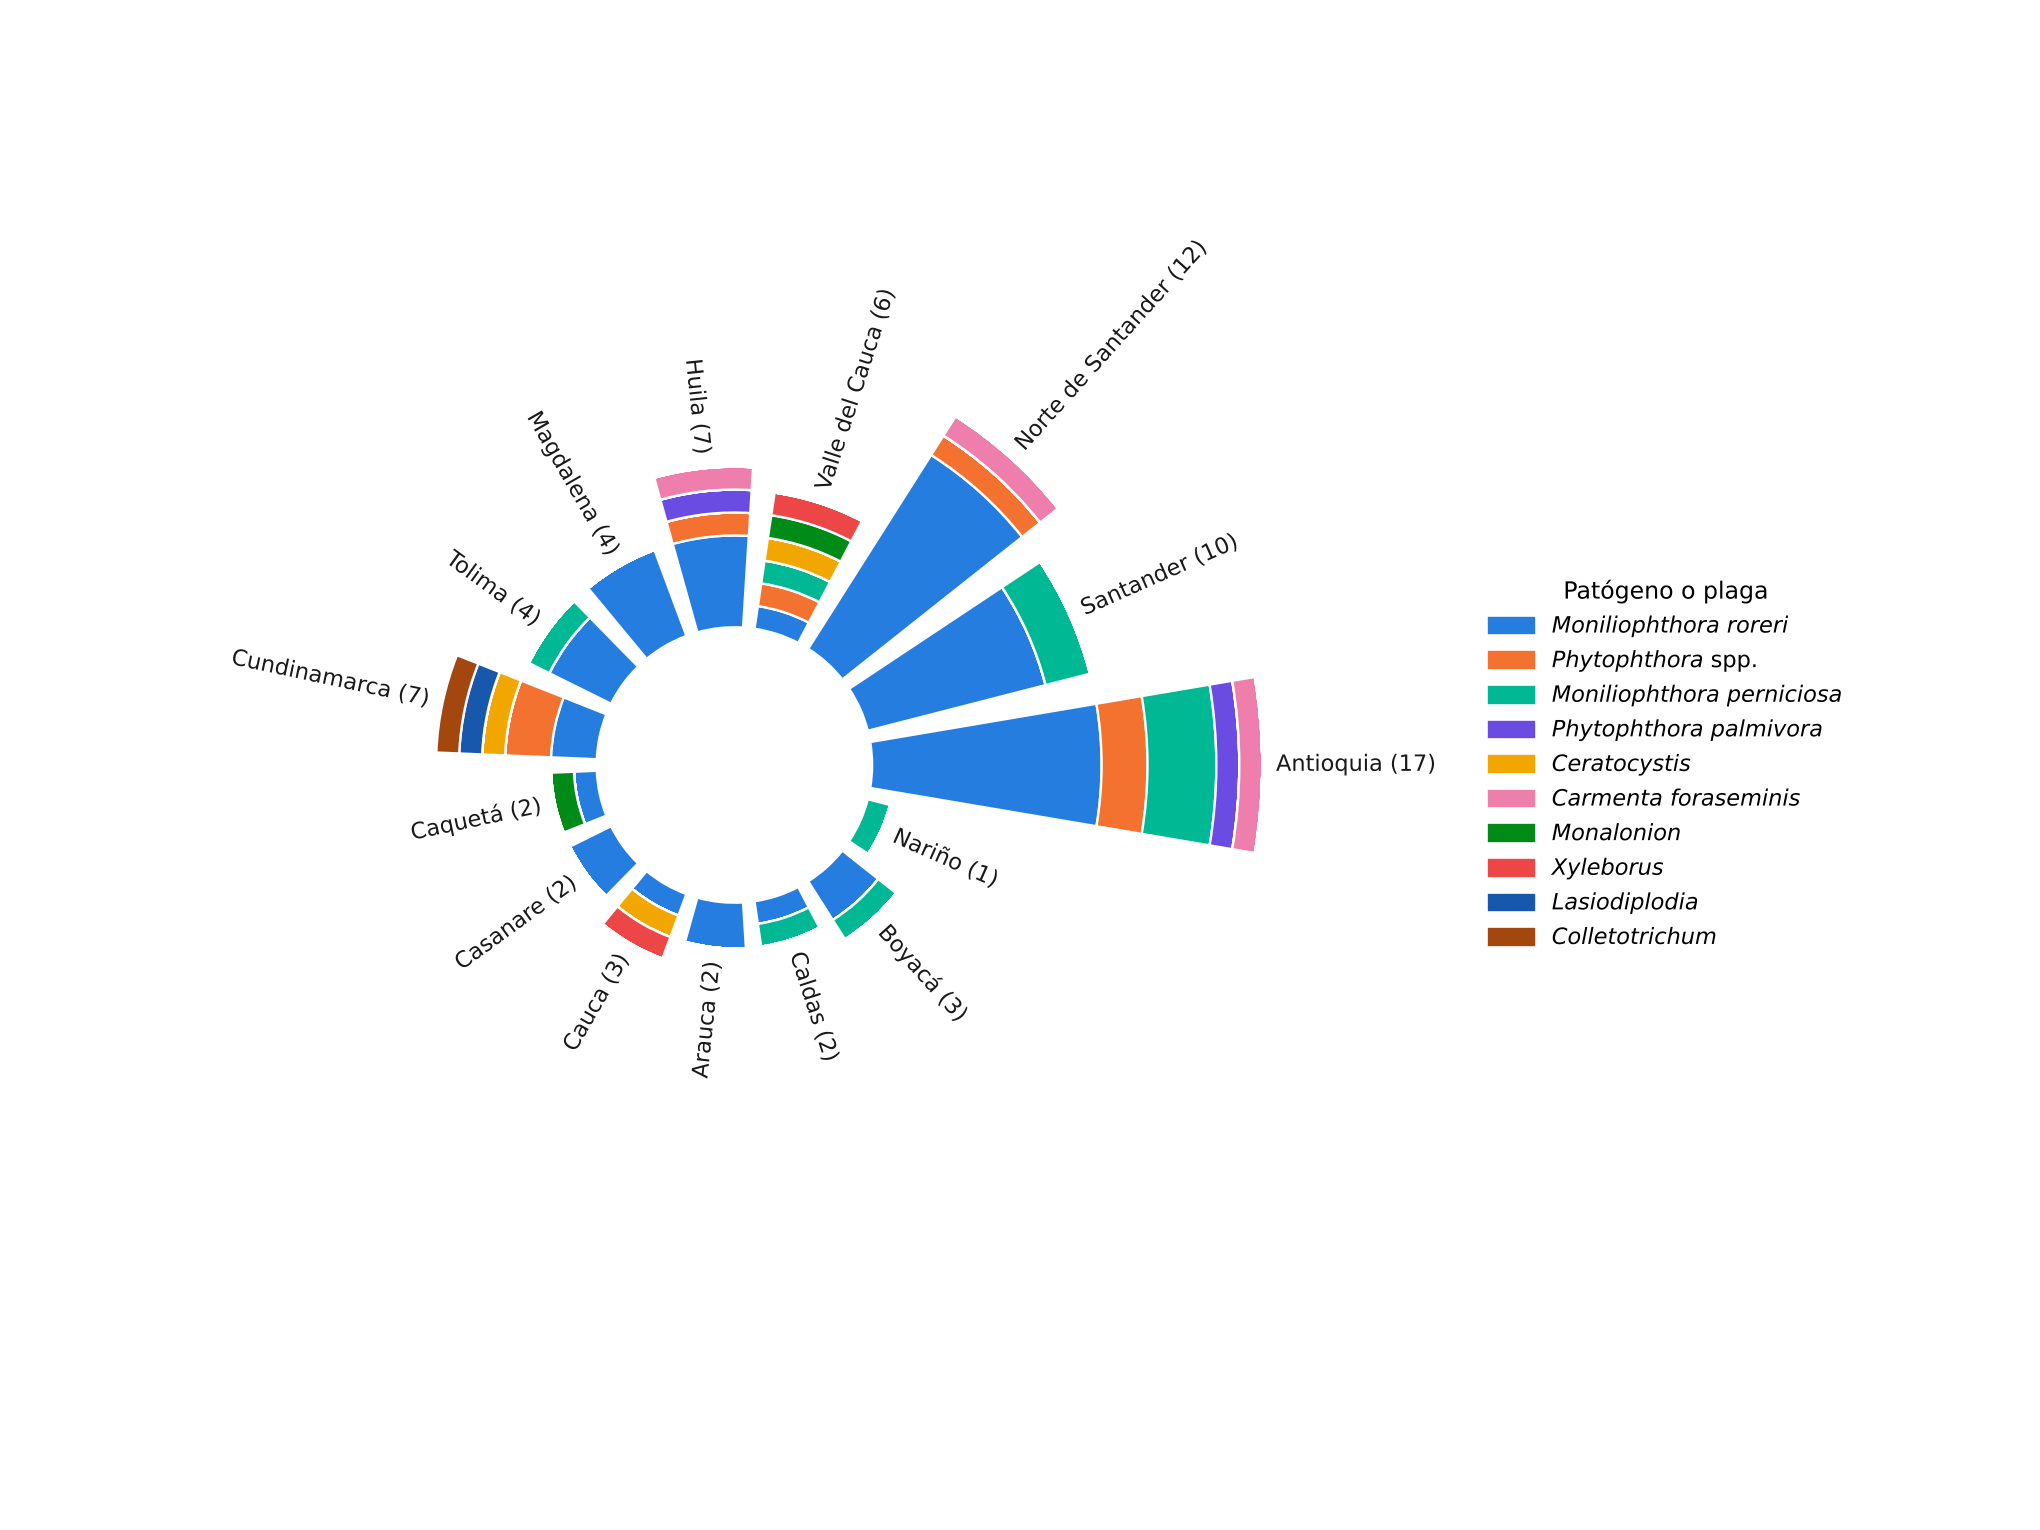 Norte de Santander (12)
Valle del Cauca (6)
Huila (7)
Magdalena (4)
Santander (10)
Tolima (4)
Cundinamarca (7)
Antioquia (17)
Caquetá (2)
Nariño (1)
Casanare (2)
Boyacá (3)
Cauca (3)
Arauca (2)
Caldas (2)
Patógeno o plaga
Moniliophthora roreri
Phytophthora spp.
Moniliophthora perniciosa
Phytophthora palmivora
Ceratocystis
Carmenta foraseminis
Monalonion
Xyleborus
Lasiodiplodia
Colletotrichum